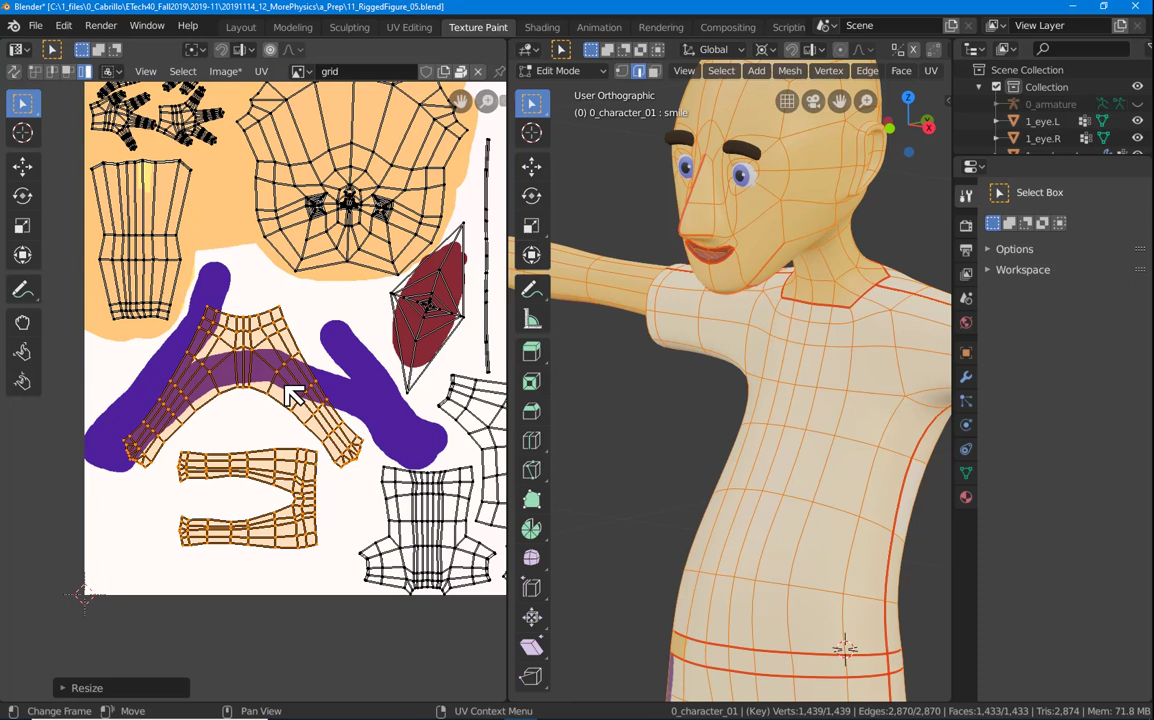 Blender* [C:\1_files\0_Cabrillo\ETech40_Fall2019\2019-11\20191114_12_MorePhysics\a_Prep\11_RiggedFigure_05.blend]
File Edit Render Window Help Layout Modeling Sculpting UV Editing Texture Paint Shading Animation Rendering Compositing Scriptin Scene View Layer
Global
View Select Image* UV grid Edit Mode View Select Add Mesh Vertex Edge Face UV
Scene Collection
Collection
0_armature
1_eye.L
1_eye.R
User Orthographic
(0) 0_character_01 : smile
Z
Y
X
Select Box
Options
Workspace
Resize
Change Frame Move Pan View UV Context Menu 0_character_01 | (Key) Verts:1,439/1,439 | Edges:2,870/2,870 | Faces:1,433/1,433 | Tris:2,874 | Mem: 71.8 MB